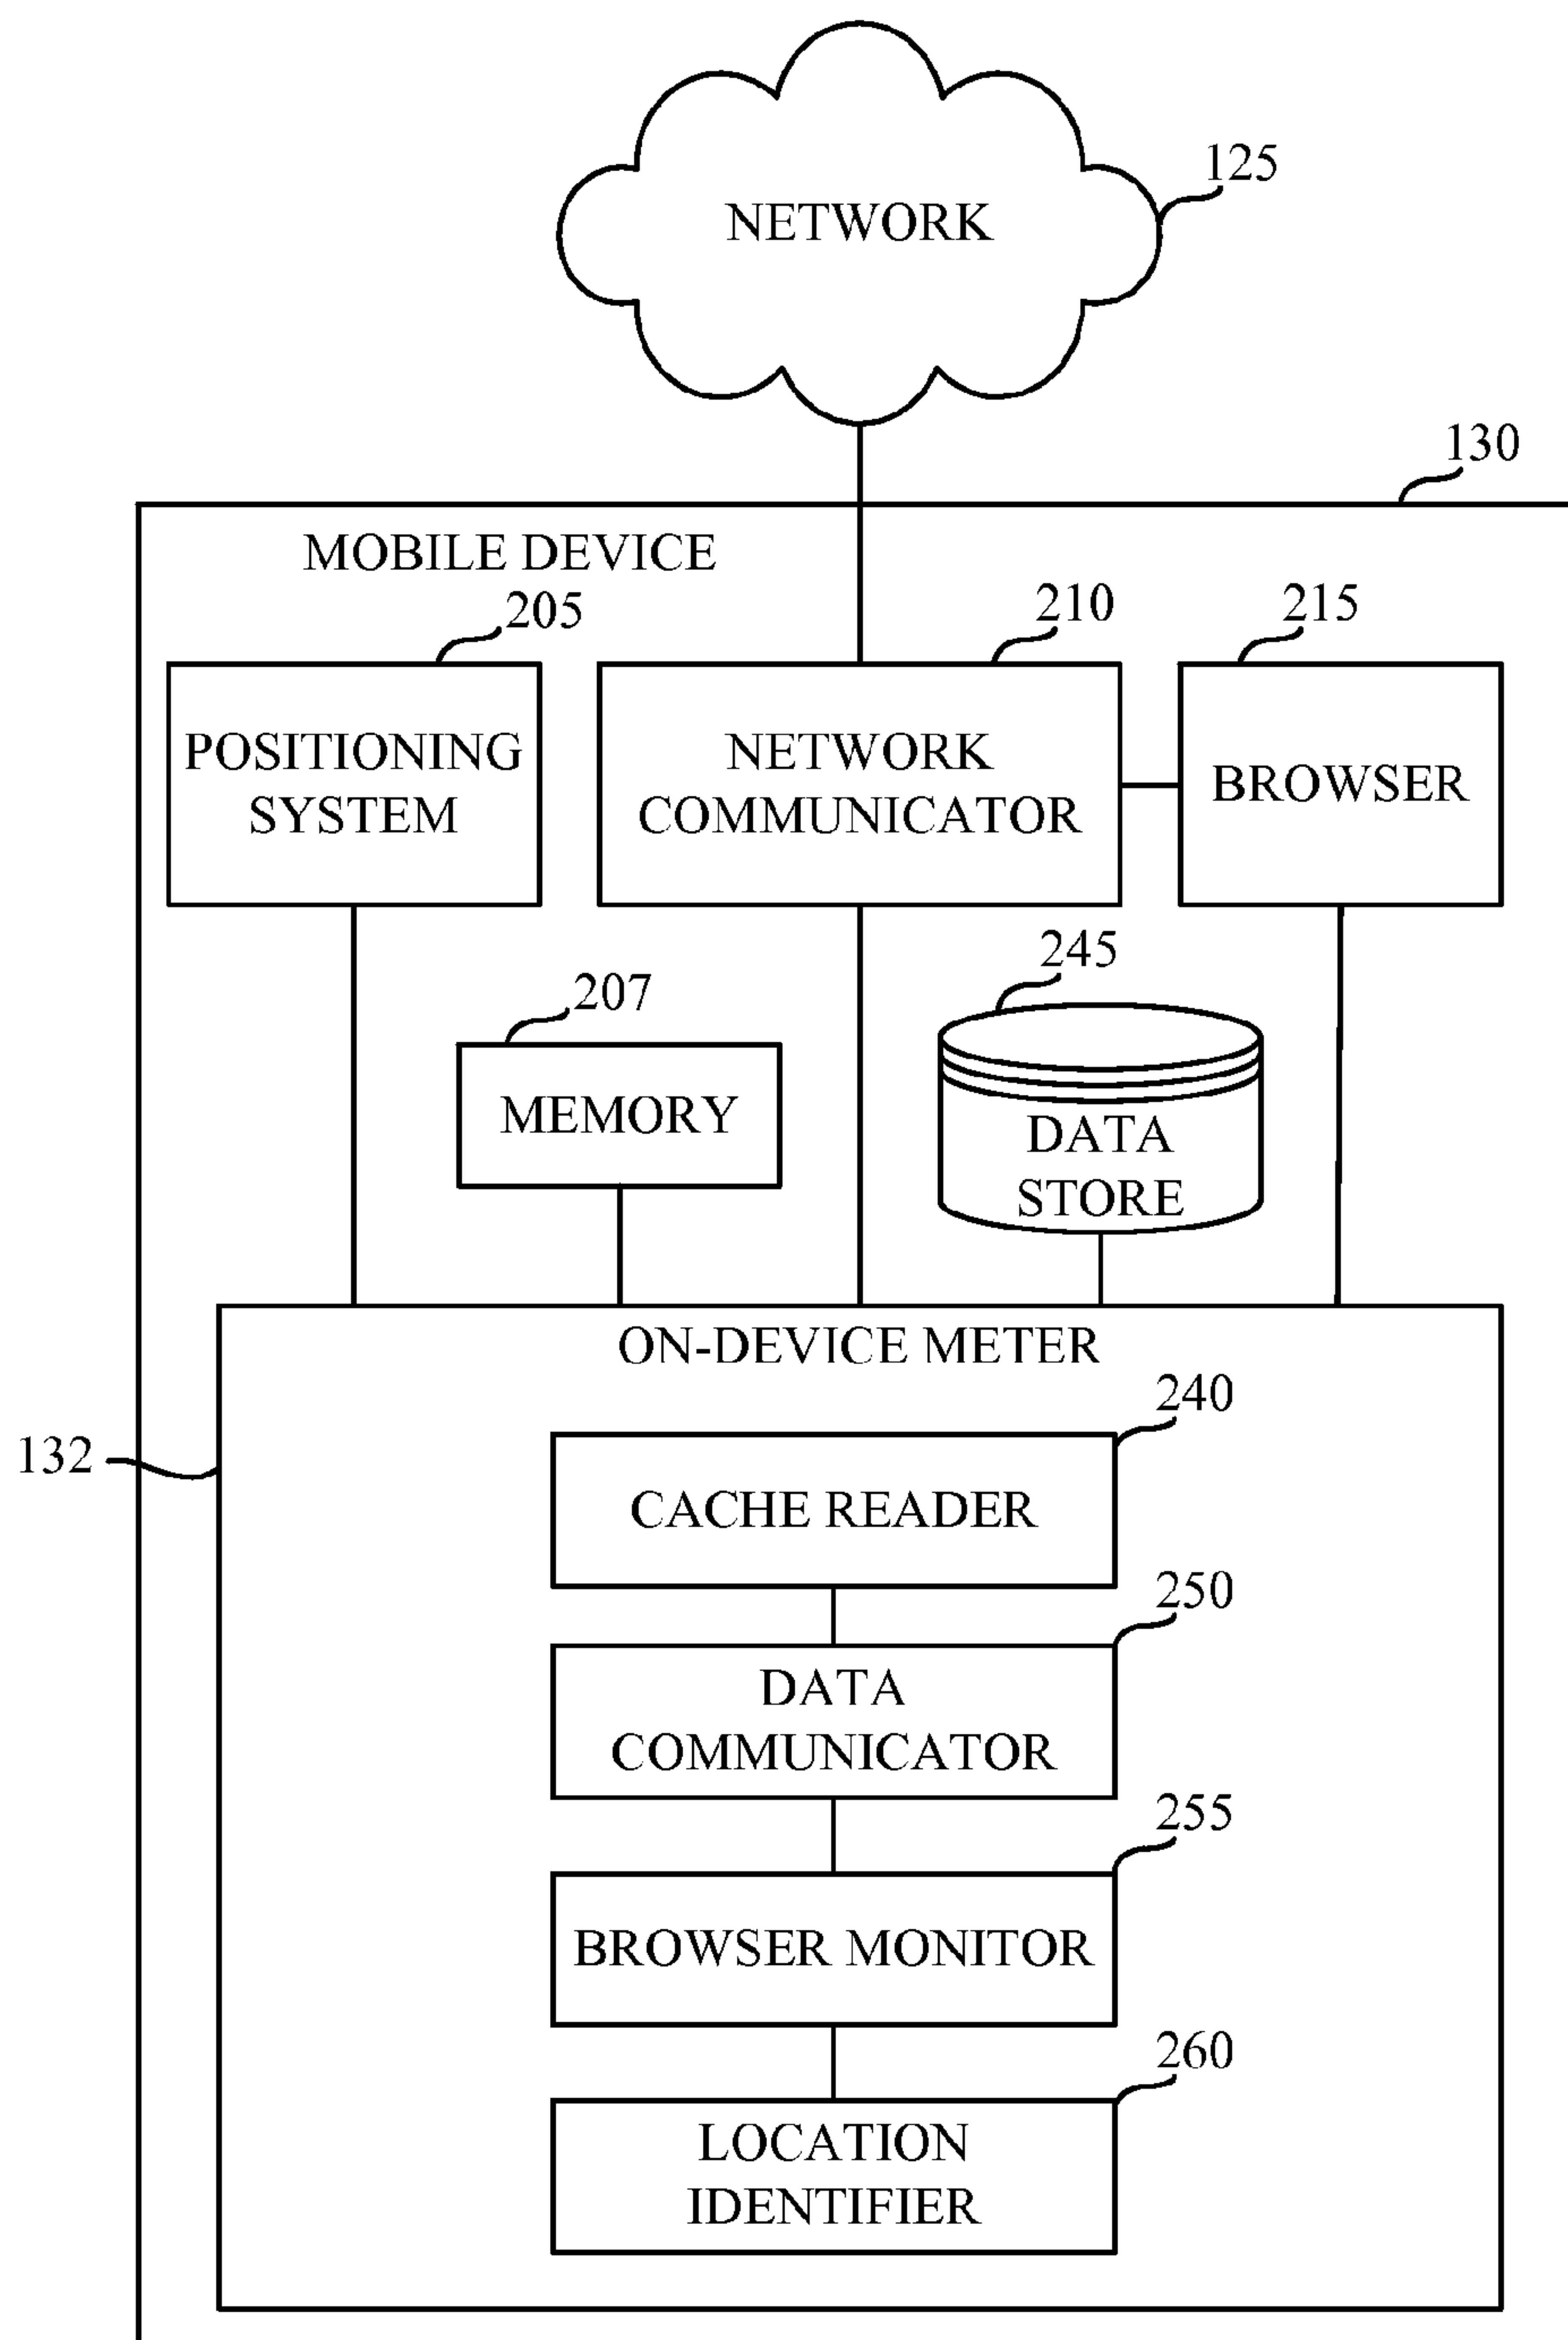 125
NETWORK
130
MOBILE DEVICE
205
210
215
POSITIONING
SYSTEM
NETWORK
COMMUNICATOR
BROWSER
207
245
MEMORY
DATA
STORE
ON-DEVICE METER
132
240
CACHE READER
250
DATA
COMMUNICATOR
255
BROWSER MONITOR
260
LOCATION
IDENTIFIER